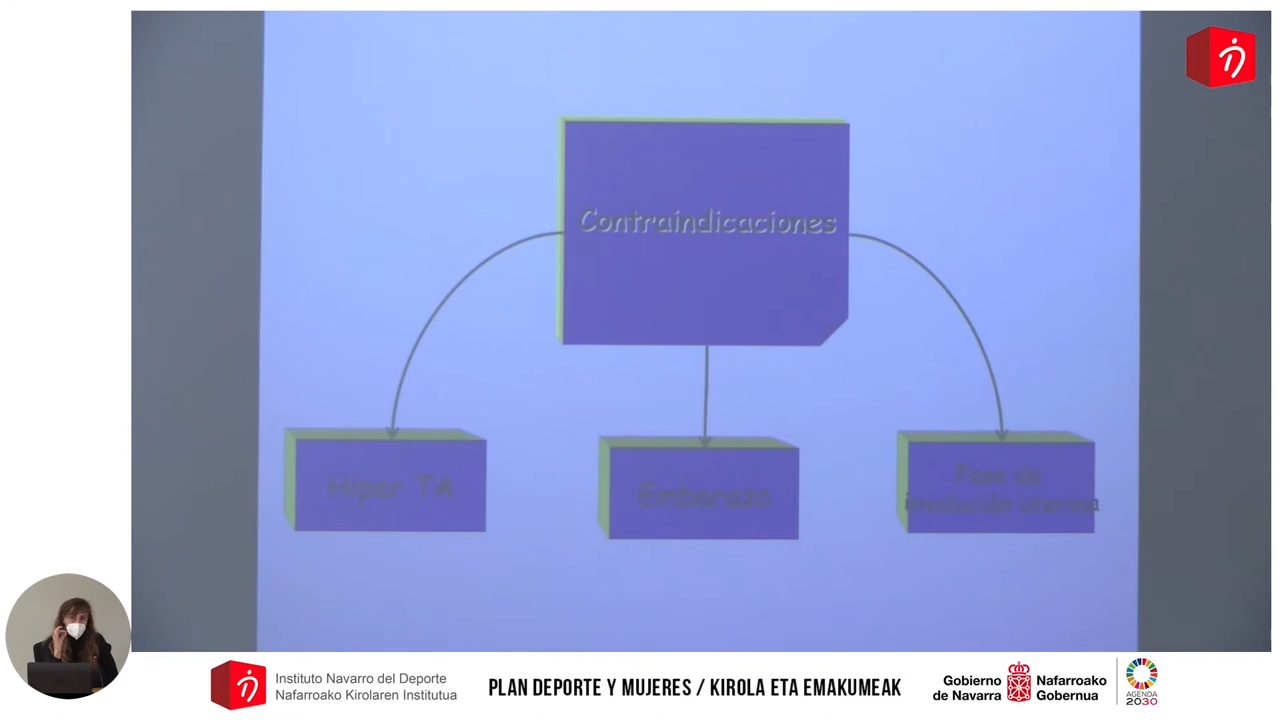 Contraindicaciones
Hiper TA
Embarazo
Fase de
involución uterina
Instituto Navarro del Deporte
Nafarroako Kirolaren Institutua
PLAN DEPORTE Y MUJERES / KIROLA ETA EMAKUMEAK
Gobierno
de Navarra
Nafarroako
Gobernua
AGENDA
2030